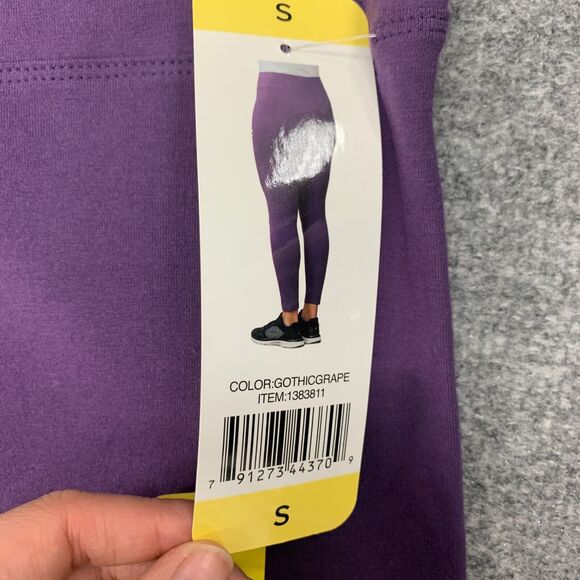 S
COLOR:GOTHICGRAPE
ITEM:1383811
7 91273 44370 9
S